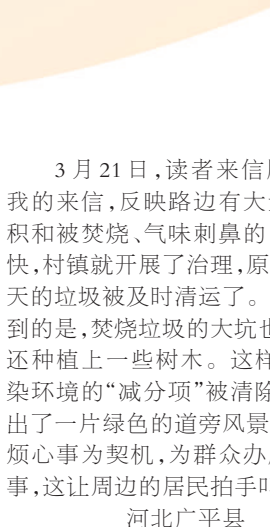 3月21日,读者来信
我的来信,反映路边有大
积和被焚烧、气味刺鼻的
快,村镇就开展了治理,原
天的垃圾被及时清运了。
到的是,焚烧垃圾的大坑也
还种植上一些树木。这样
染环境的“减分项”被清除
出了一片绿色的道旁风景
烦心事为契机,为群众办
事,这让周边的居民拍手
河北广平县